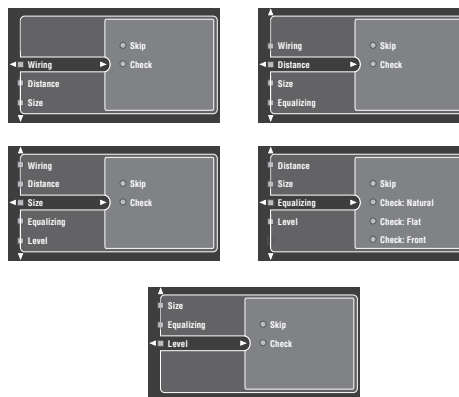 Skip
Wiring
Check
Distance
Size
Wiring
Skip
Distance
Check
Size
Equalizing
Wiring
Distance
Skip
Size
Check
Equalizing
Level
Distance
Size
Skip
Equalizing
Check: Natural
Level
Check: Flat
Check: Front
Size
Equalizing
Skip
Level
Check